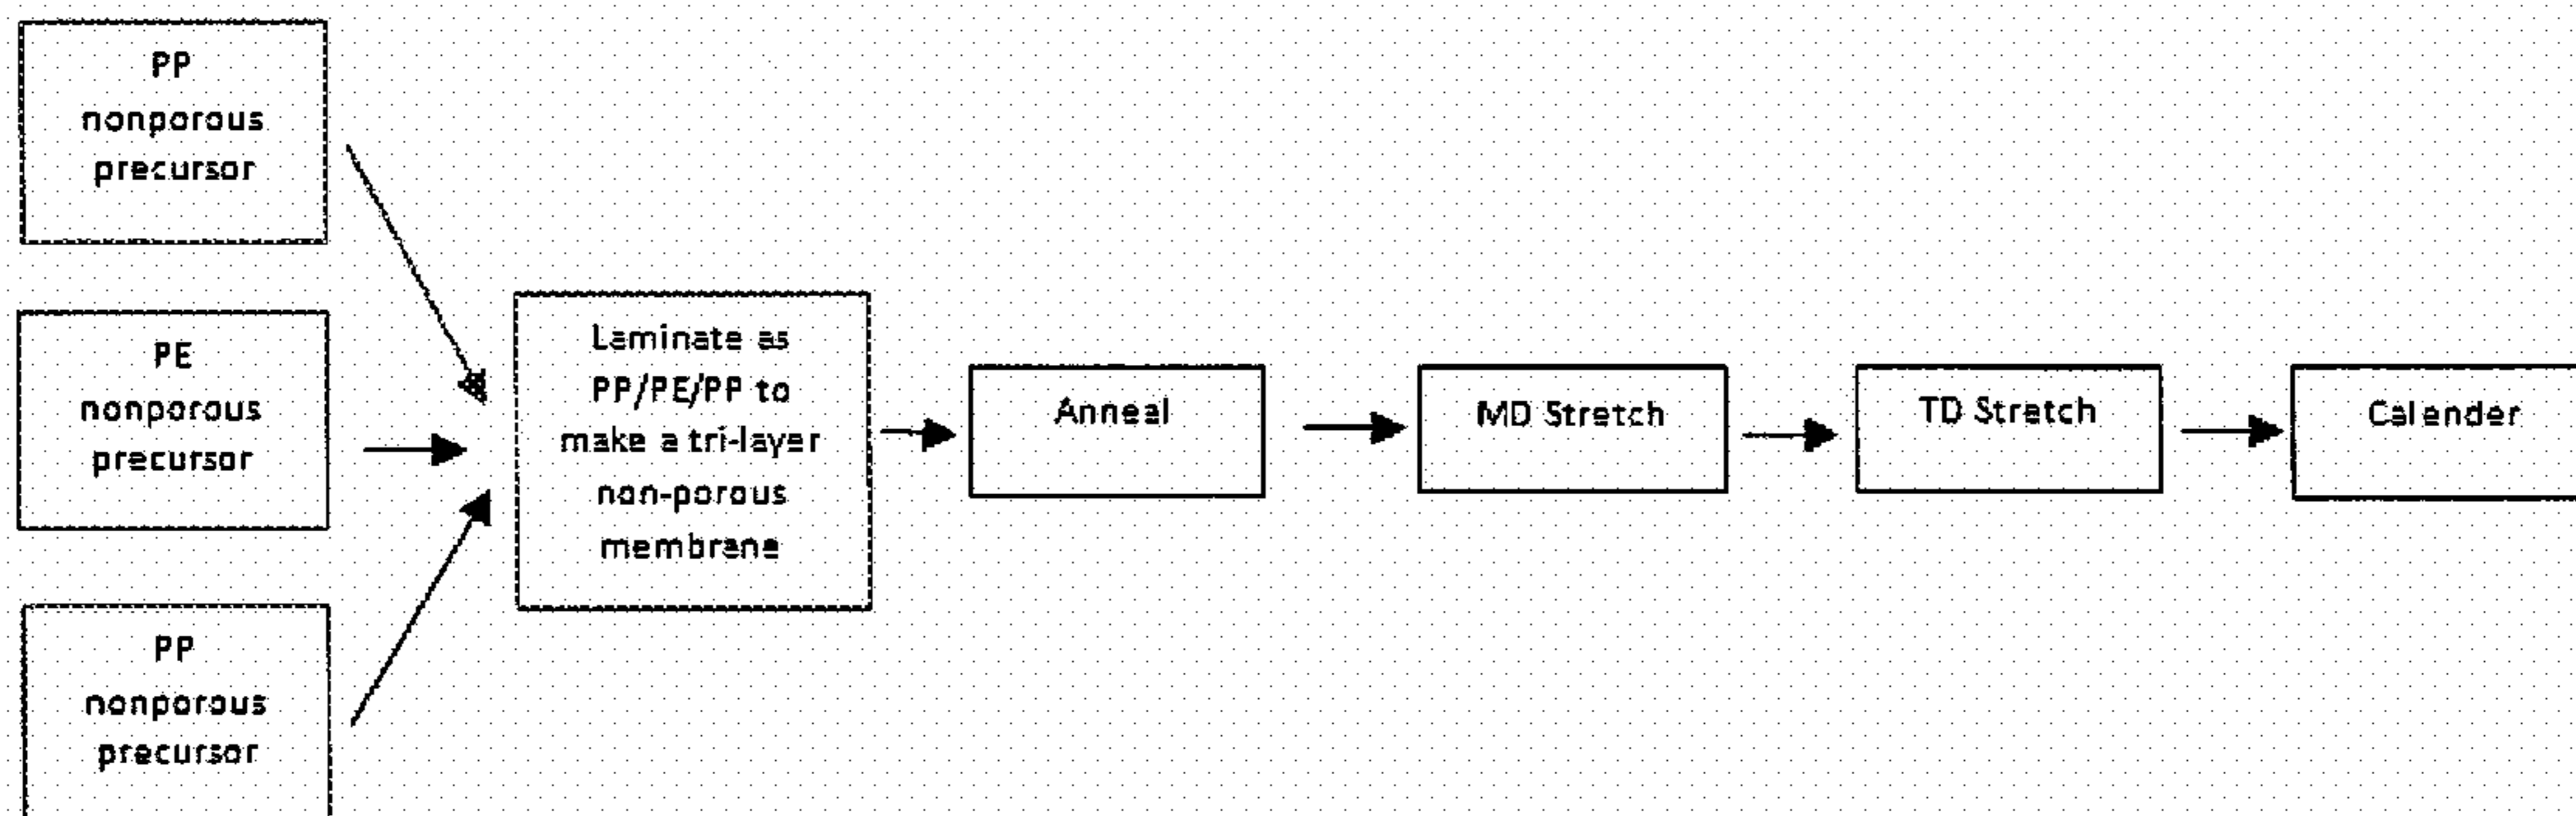 PP
nonporous
precursor
PE
nonporous
precursor
PP
nonporous
precursor
Laminate as
PP/PE/PP to
make a tri-layer
non-porous
membrane
Anneal
MD Stretch
TD Stretch
Calender